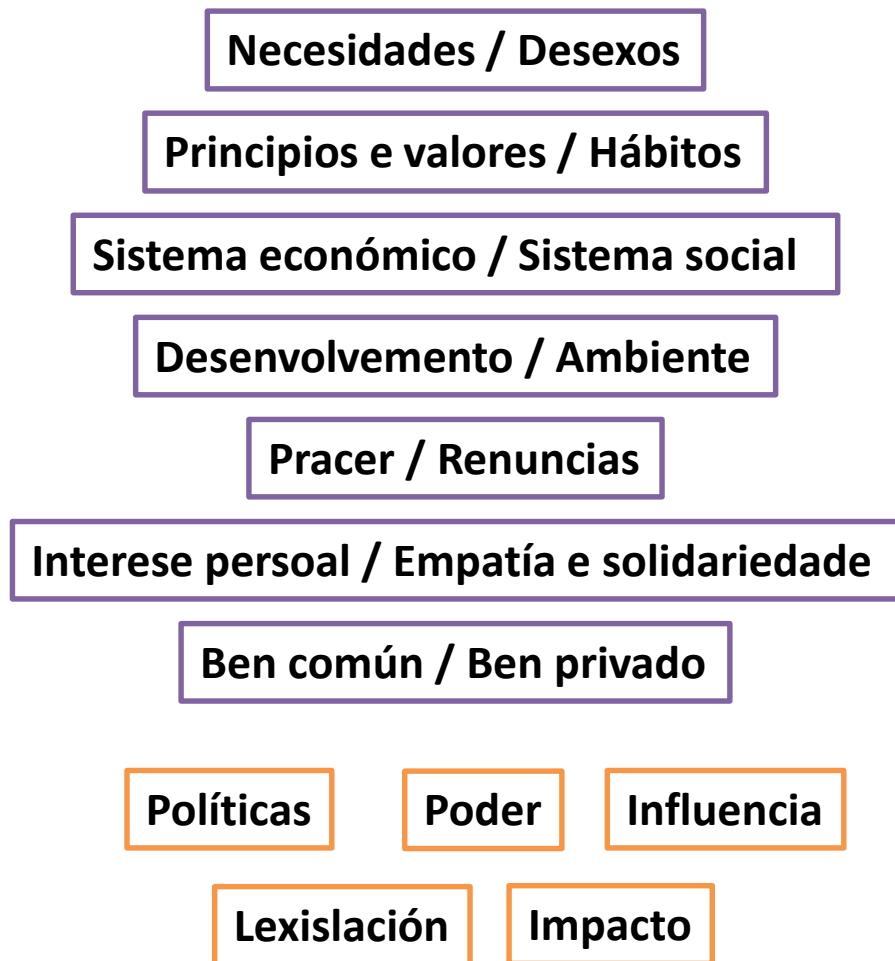 Necesidades / Desexos
Principios e valores / Hábitos
Sistema económico / Sistema social
Desenvolvemento / Ambiente
Pracer / Renuncias
Interese persoal / Empatía e solidariedade
Ben común / Ben privado
Políticas Poder Influencia
Lexislación Impacto